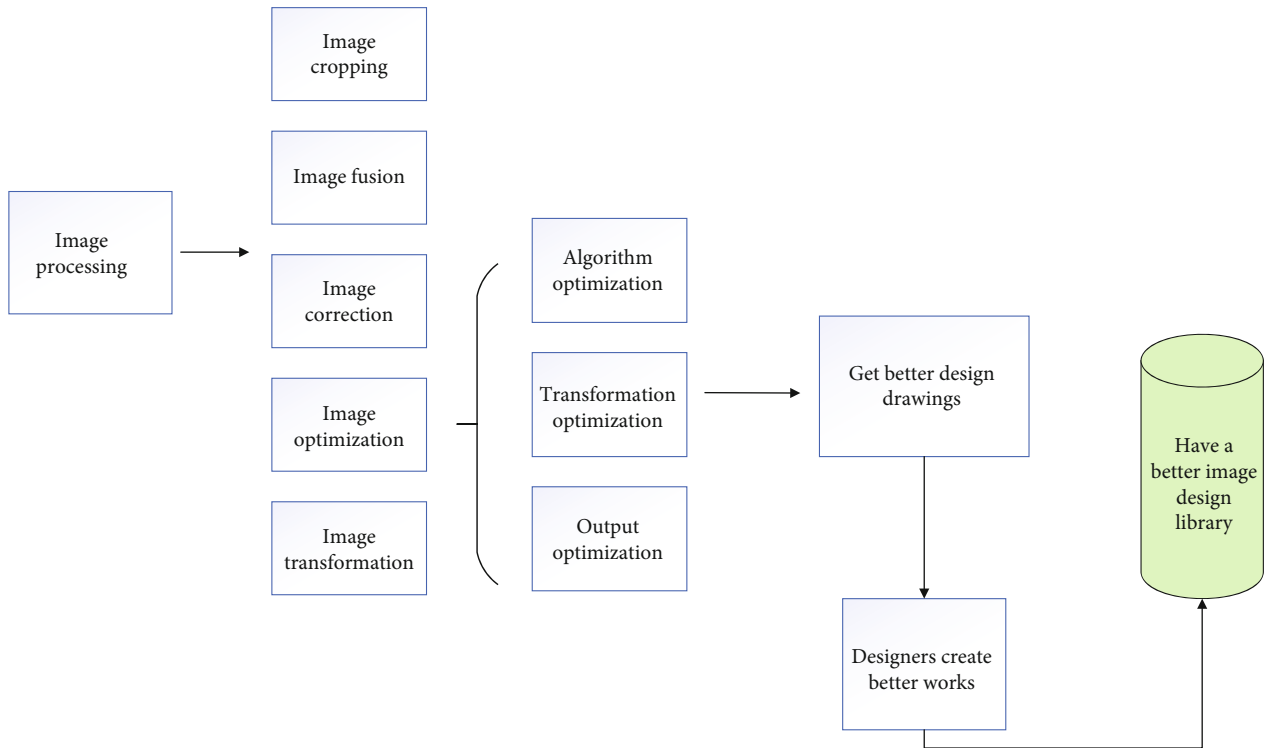 Image
cropping
Image fusion
Image
processing
Image
correction
Image
optimization
Image
transformation
Algorithm
optimization
Transformation
optimization
Output
optimization
Get better design
drawings
Designers create
better works
Have a
better image
design
library